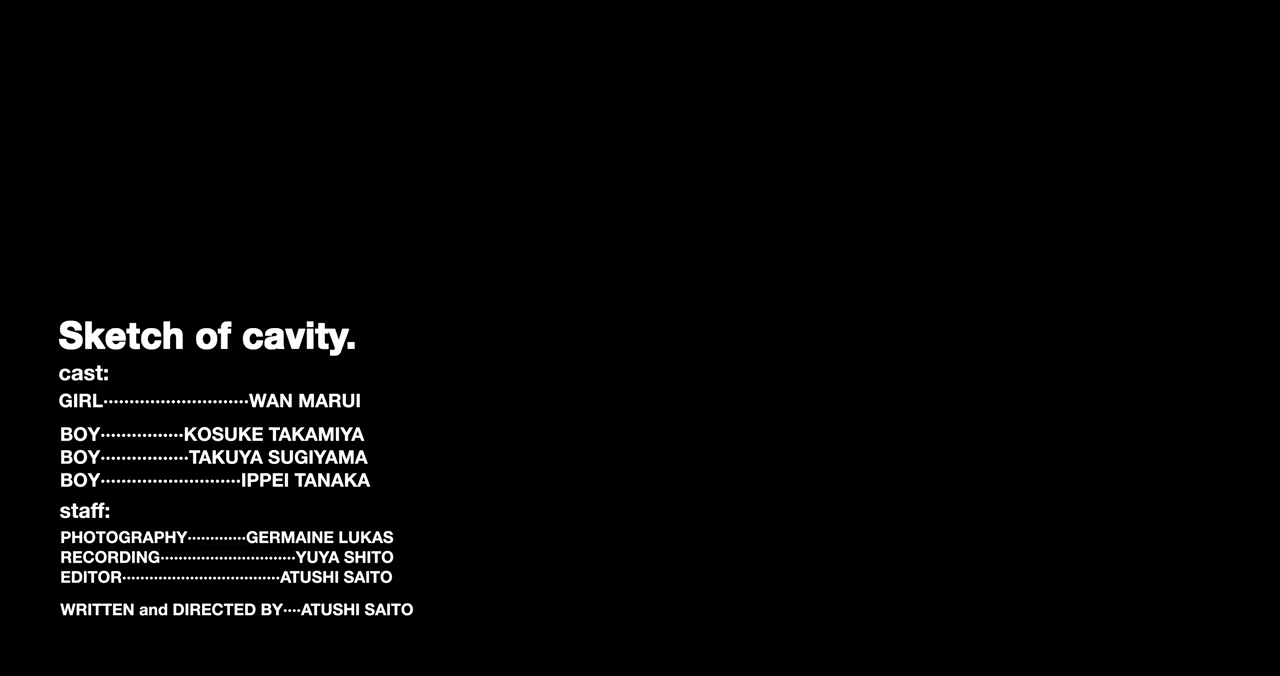 Sketch of cavity.
cast:
GIRL····························WAN MARUI
BOY················KOSUKE TAKAMIYA
BOY·················TAKUYA SUGIYAMA
BOY···························IPPEI TANAKA
staff:
PHOTOGRAPHY·············GERMAINE LUKAS
RECORDING······························YUYA SHITO
EDITOR···································ATUSHI SAITO
WRITTEN and DIRECTED BY····ATUSHI SAITO